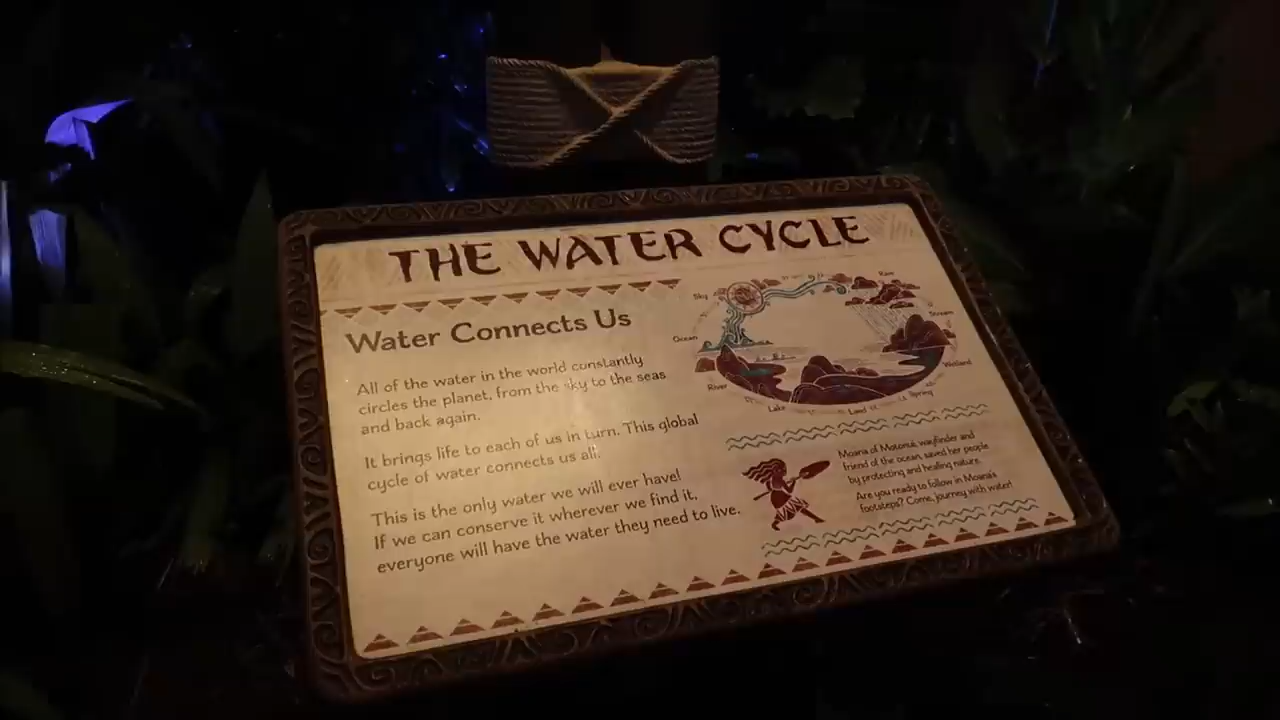 THE WATER CYCLE
Water Connects Us
All of the water in the world constantly
circles the planet, from the sky to the seas
and back again.
It brings life to each of us in turn. This global
cycle of water connects us all.
This is the only water we will ever have!
If we can conserve it wherever we find it,
everyone will have the water they need to live.
Sky
Rain
Stream
Ocean
Wetland
River
Spring
Lake
Land
Moana of Motunui, wayfinder and
friend of the ocean, saved her people
by protecting and healing nature.
Are you ready to follow in Moana's
footsteps? Come, journey with water!